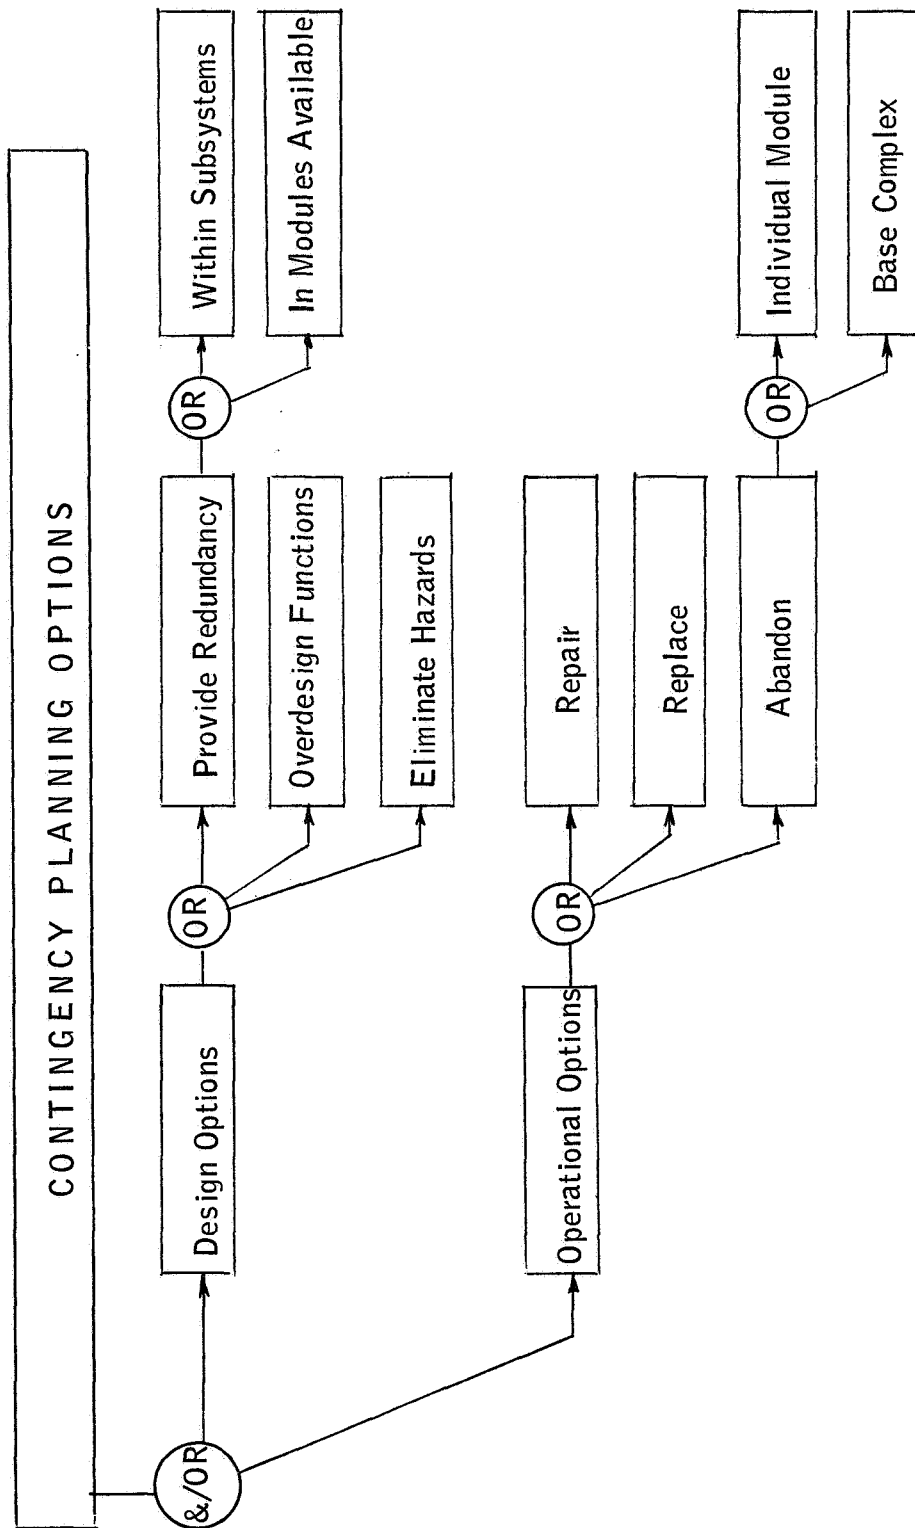 CONTINGENCY PLANNING OPTIONS
&/OR
Design Options
OR
Provide Redundancy
OR
Within Subsystems
In Modules Available
Overdesign Functions
Eliminate Hazards
Operational Options
OR
Repair
Replace
Abandon
OR
Individual Module
Base Complex